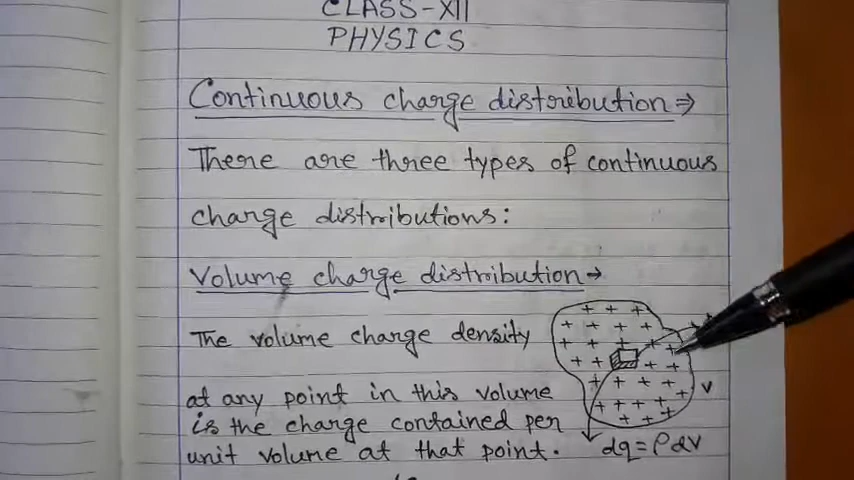 CLASS-XII
PHYSICS
Continuous charge distribution ⇒
There are three types of continuous
charge distributions:
Volume charge distribution →
The volume charge density
at any point in this volume
is the charge contained per
unit volume at that point.
V
dq = ρdV